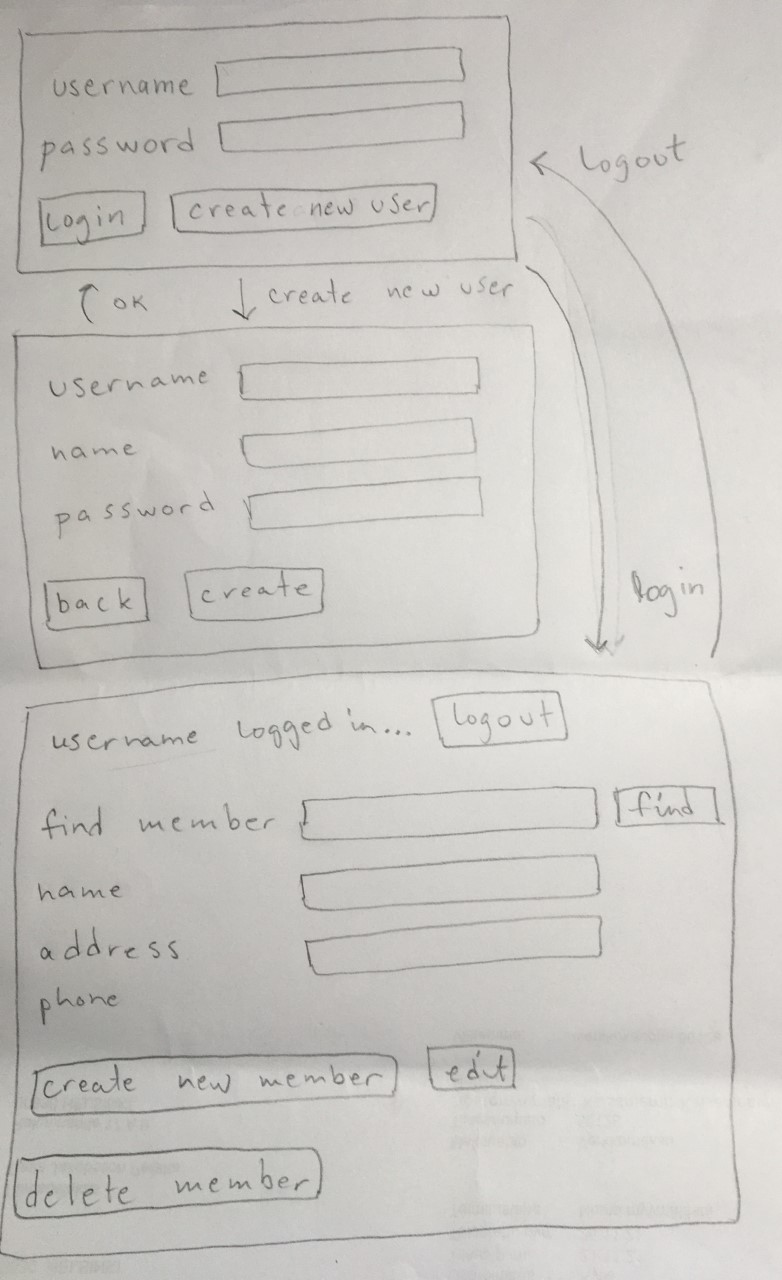 username
password
Login create new user
Logout
OK create new user
username
name
password
back create
login
username logged in... logout
find member find
name
address
phone
create new member edit
delete member